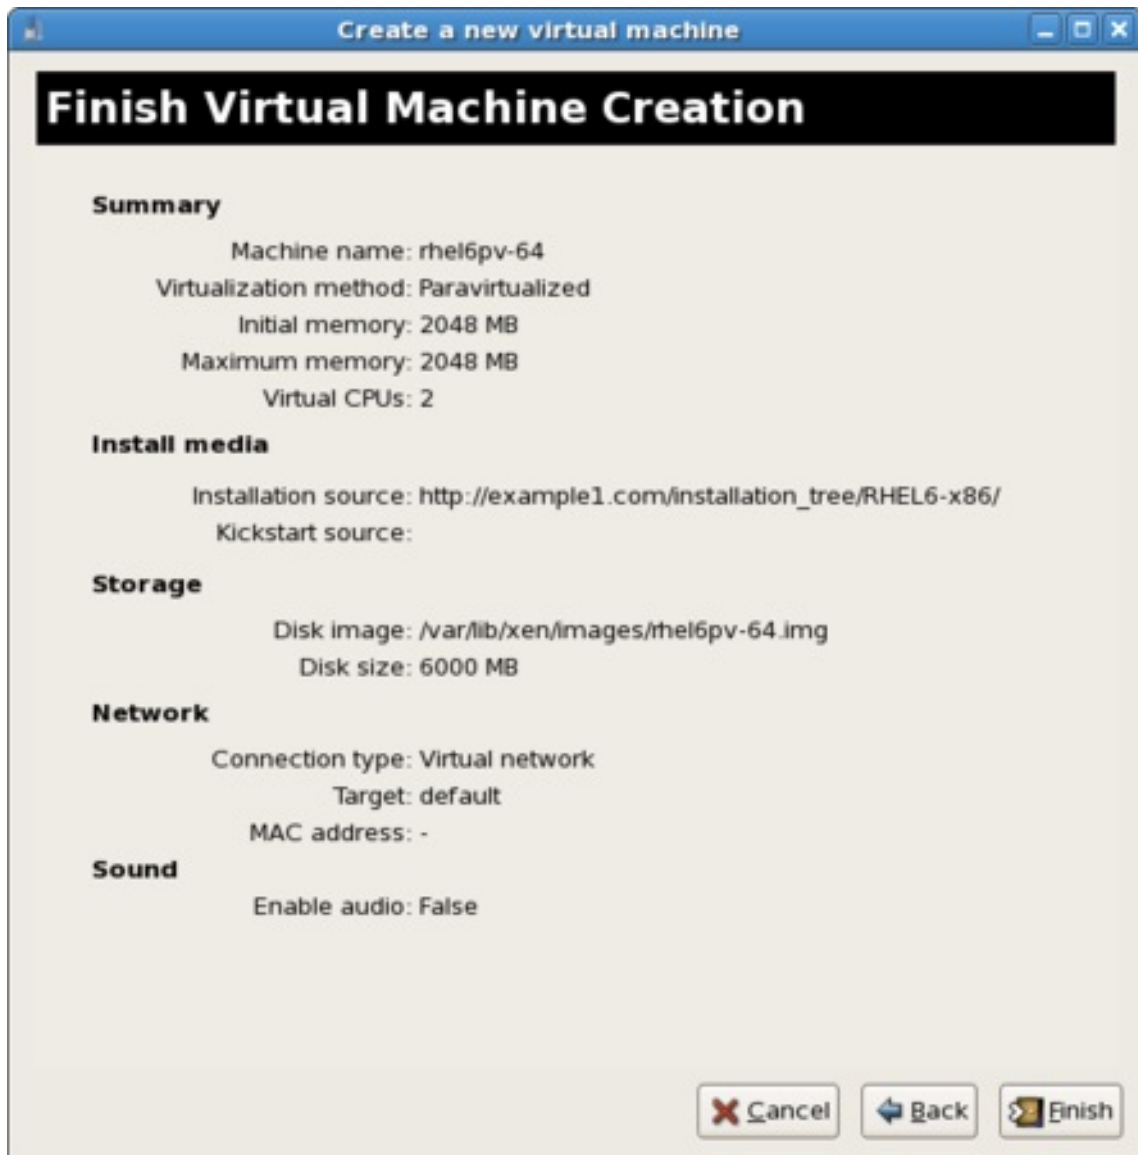 Create a new virtual machine
Finish Virtual Machine Creation
Summary
Machine name: rhel6pv-64
Virtualization method: Paravirtualized
Initial memory: 2048 MB
Maximum memory: 2048 MB
Virtual CPUs: 2
Install media
Installation source: http://example1.com/installation_tree/RHEL6-x86/
Kickstart source:
Storage
Disk image: /var/lib/xen/images/rhel6pv-64.img
Disk size: 6000 MB
Network
Connection type: Virtual network
Target: default
MAC address: -
Sound
Enable audio: False
Cancel Back Finish